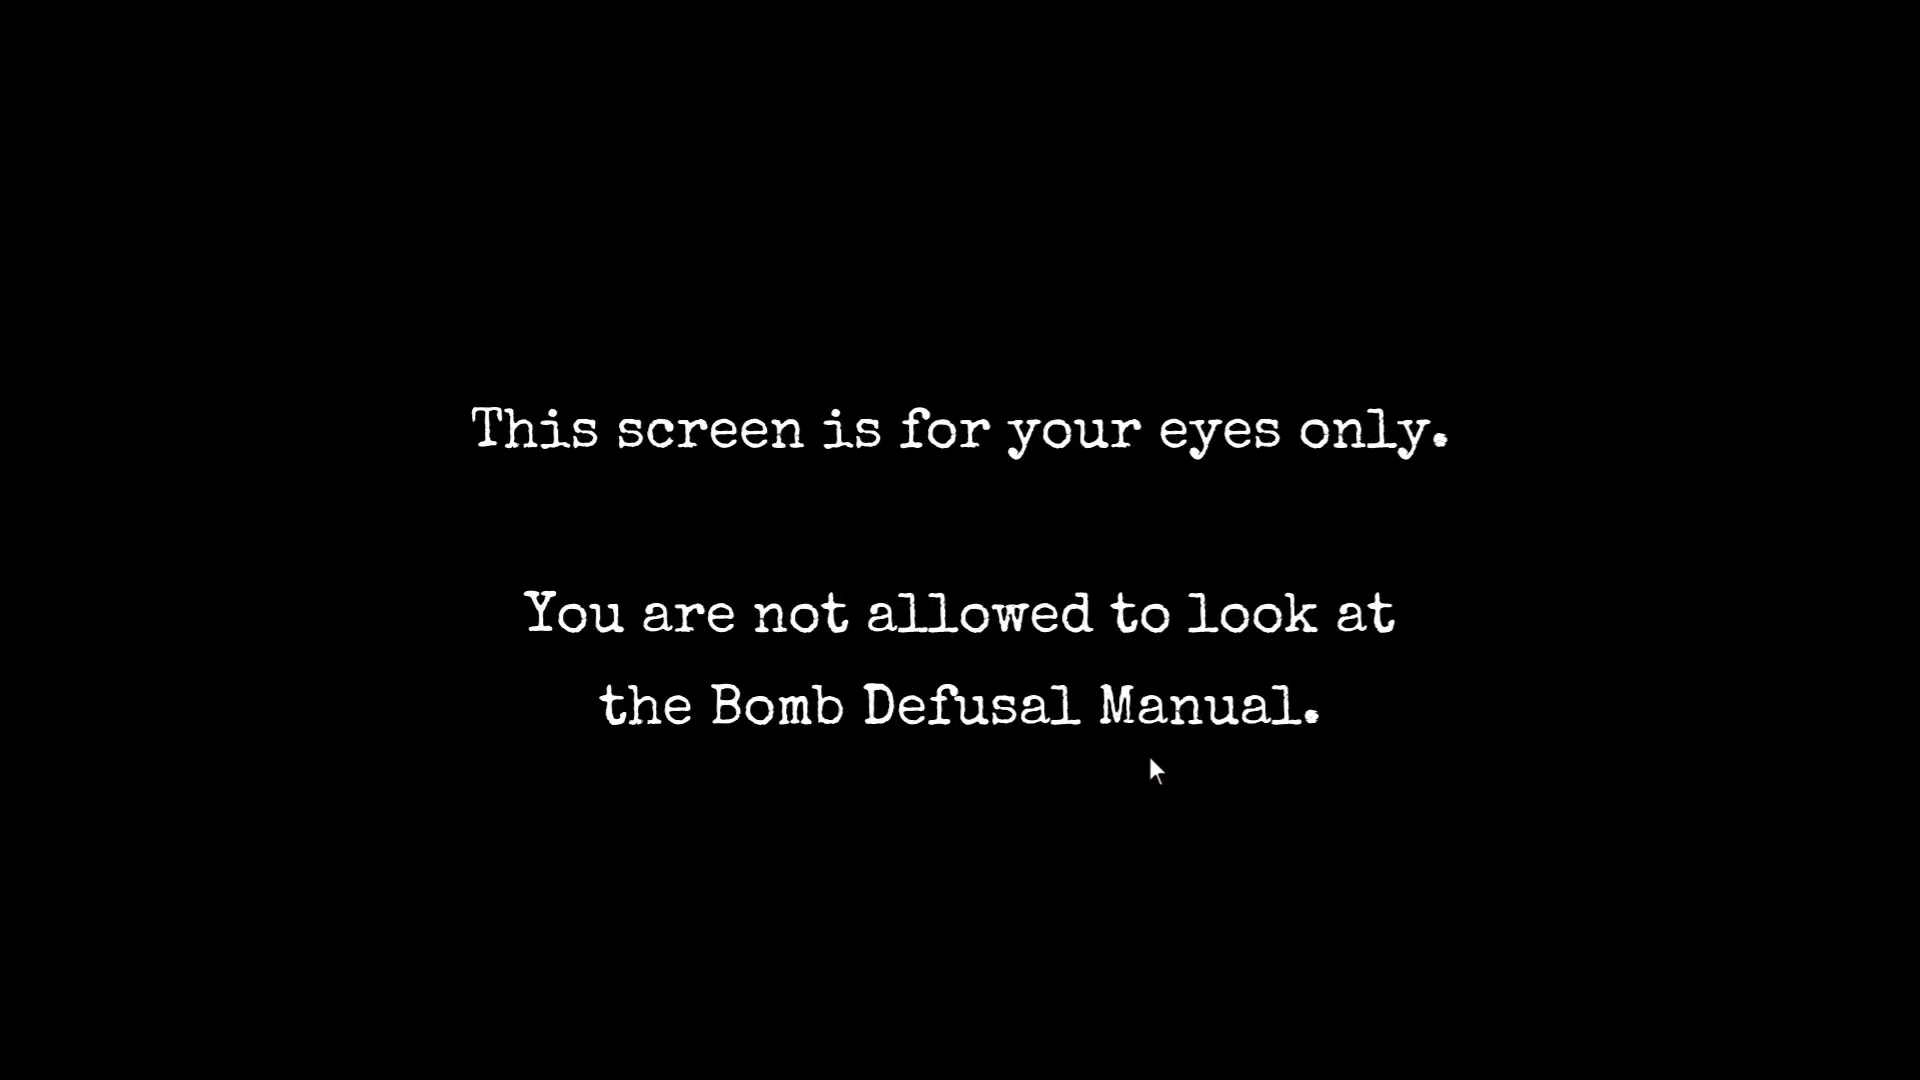 This screen is for your eyes only.
You are not allowed to look at
the Bomb Defusal Manual.